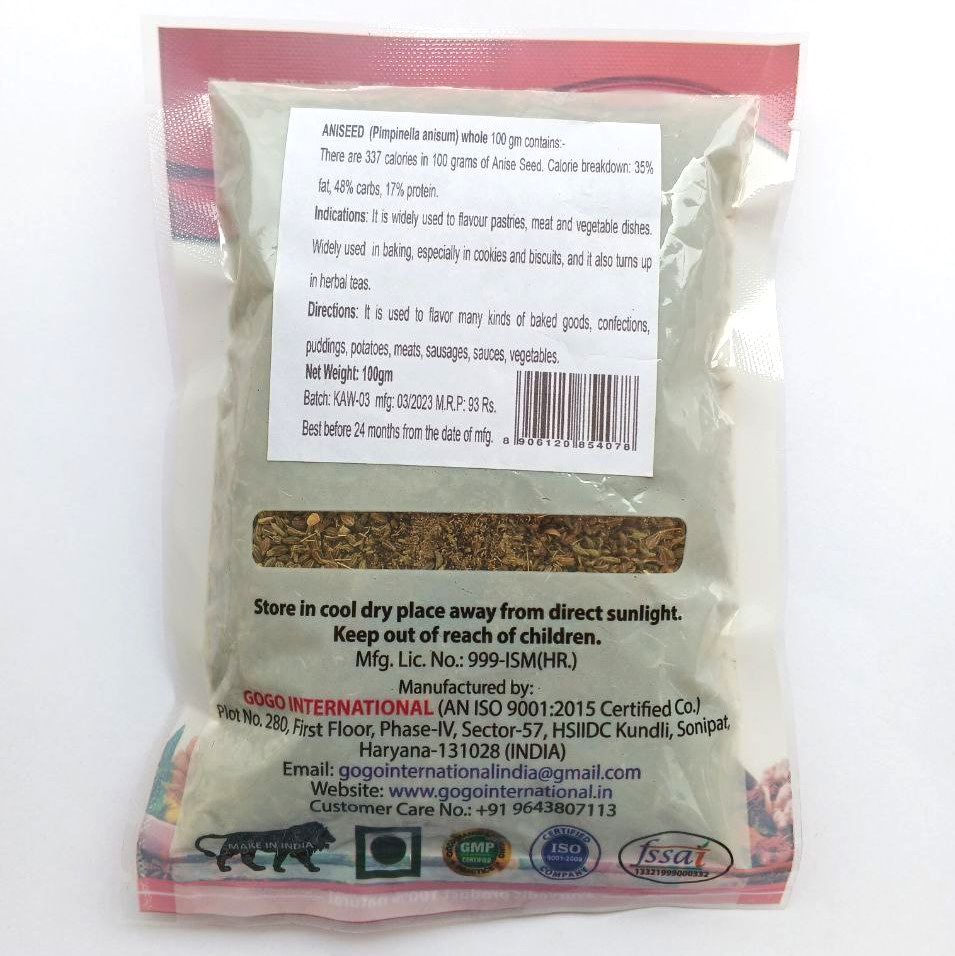 ANISEED (Pimpinella anisum) whole 100 gm contains:-
There are 337 calories in 100 grams of Anise Seed. Calorie breakdown: 35%
fat, 48% carbs, 17% protein.
Indications: It is widely used to flavour pastries, meat and vegetable dishes.
Widely used in baking, especially in cookies and biscuits, and it also turns up
in herbal teas.
Directions: It is used to flavor many kinds of baked goods, confections,
puddings, potatoes, meats, sausages, sauces, vegetables.
Net Weight: 100gm
Batch: KAW-03 mfg: 03/2023 M.R.P: 93 Rs.
Best before 24 months from the date of mfg.
8 906120 854078
Store in cool dry place away from direct sunlight.
Keep out of reach of children.
Mfg. Lic. No.: 999-ISM(HR.)
Manufactured by:
GOGO INTERNATIONAL (AN ISO 9001:2015 Certified Co.)
Plot No. 280, First Floor, Phase-IV, Sector-57, HSIIDC Kundli, Sonipat,
Haryana-131028 (INDIA)
Email: gogointernationalindia@gmail.com
Website: www.gogointernational.in
Customer Care No.: +91 9643807113
MAKE IN INDIA
GMP
CERTIFIED
CERTIFIED
ISO
9001-2008
COMPANY
fssai
13321999000332